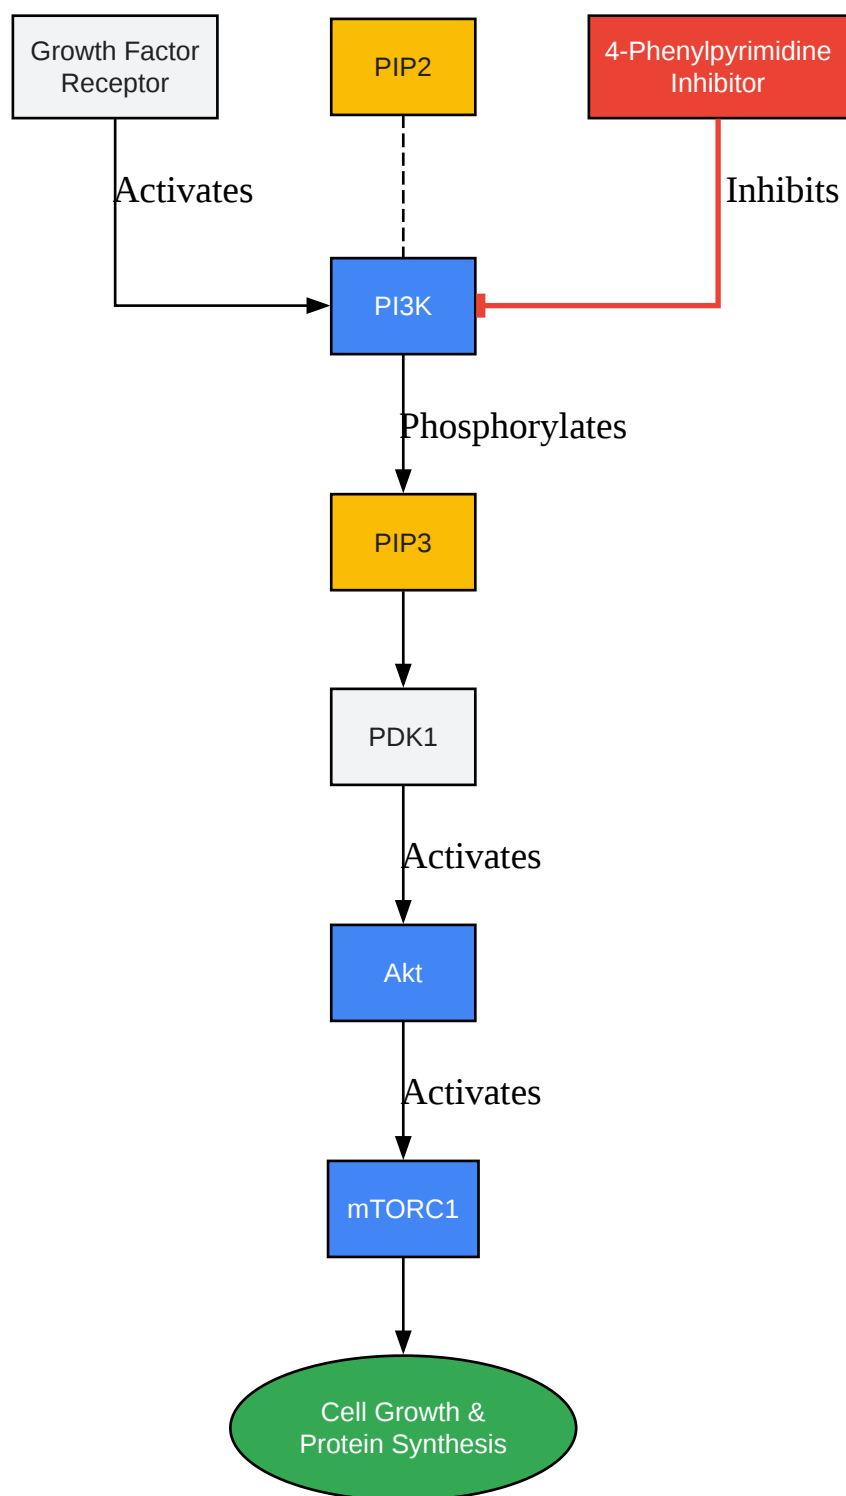 Growth Factor
Receptor
PIP2
4-Phenylpyrimidine
Inhibitor
Activates
Inhibits
PI3K
Phosphorylates
PIP3
PDK1
Activates
Akt
Activates
mTORC1
Cell Growth &
Protein Synthesis